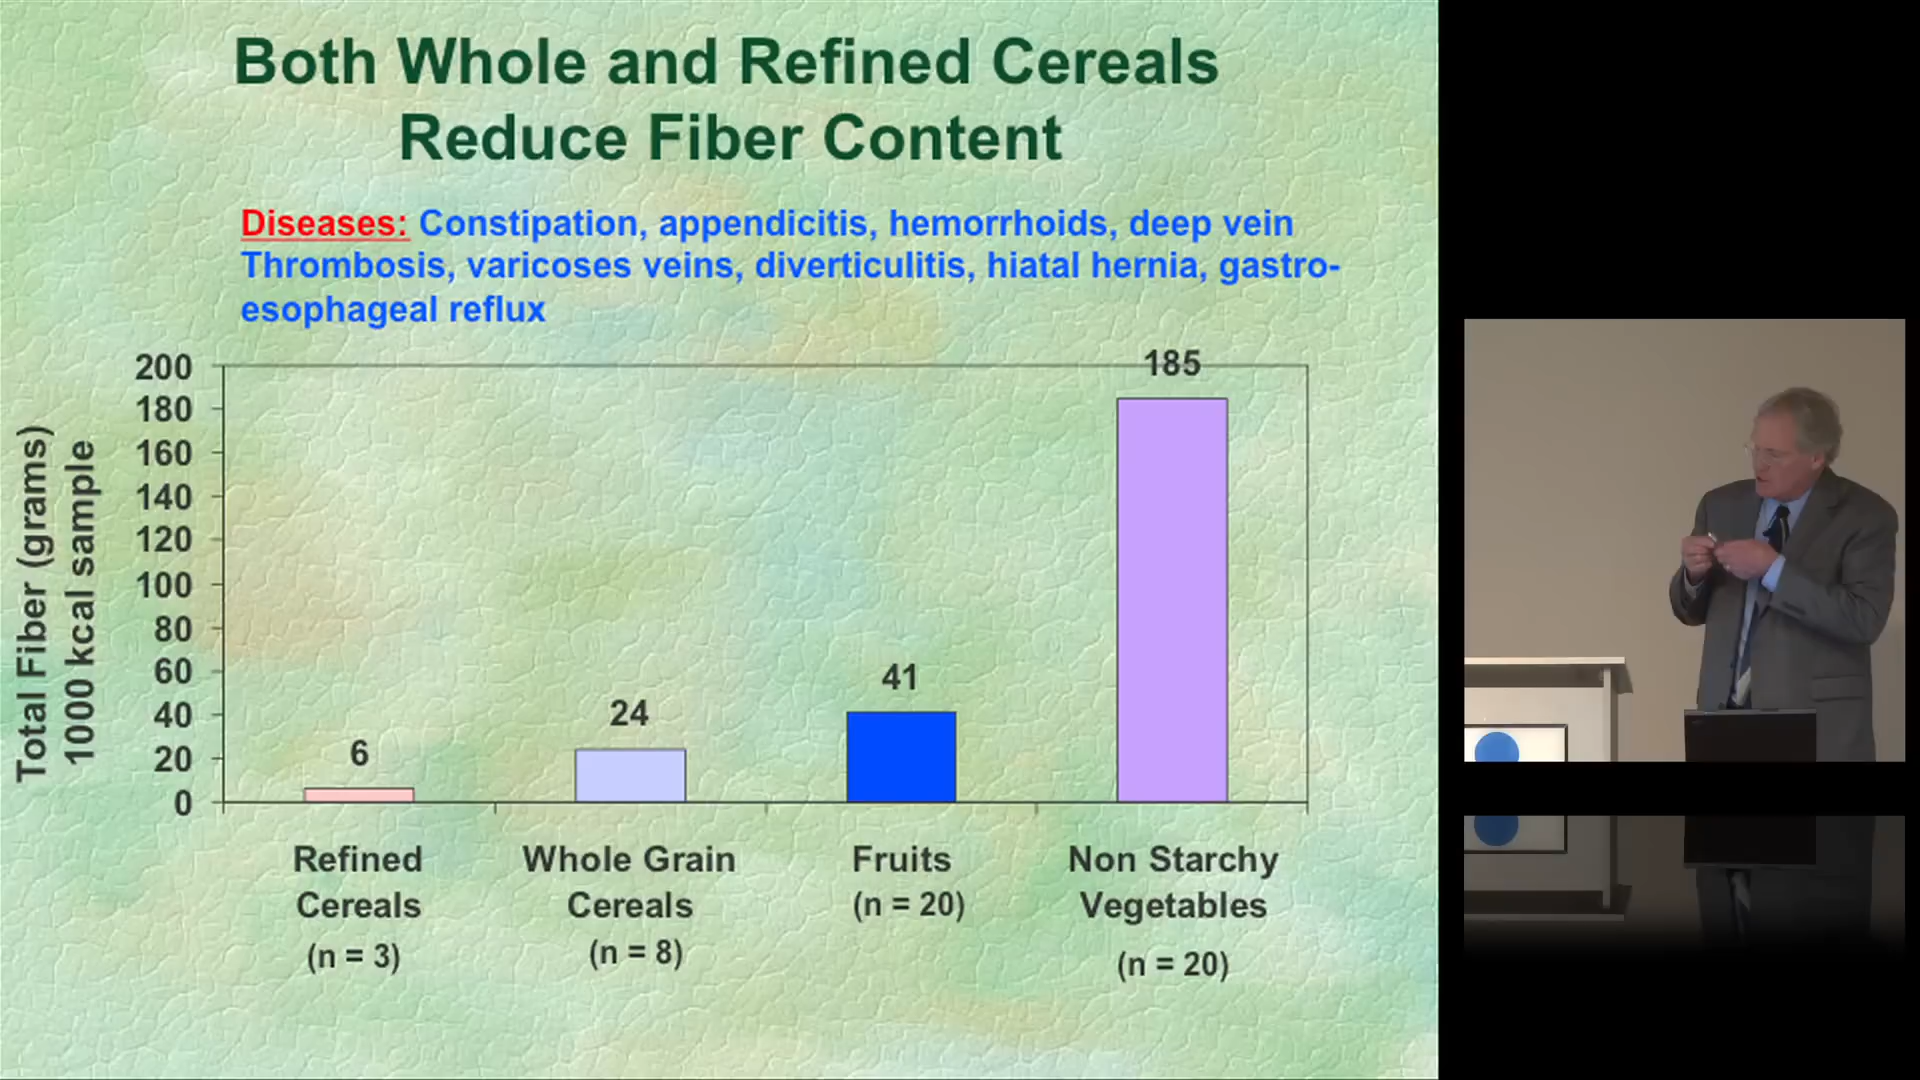 Both Whole and Refined Cereals
Reduce Fiber Content
Diseases: Constipation, appendicitis, hemorrhoids, deep vein
Thrombosis, varicoses veins, diverticulitis, hiatal hernia, gastro-
esophageal reflux
Total Fiber (grams)
1000 kcal sample
200
180
160
140
120
100
80
60
40
20
0
6
24
41
185
Refined
Cereals
(n = 3)
Whole Grain
Cereals
(n = 8)
Fruits
(n = 20)
Non Starchy
Vegetables
(n = 20)